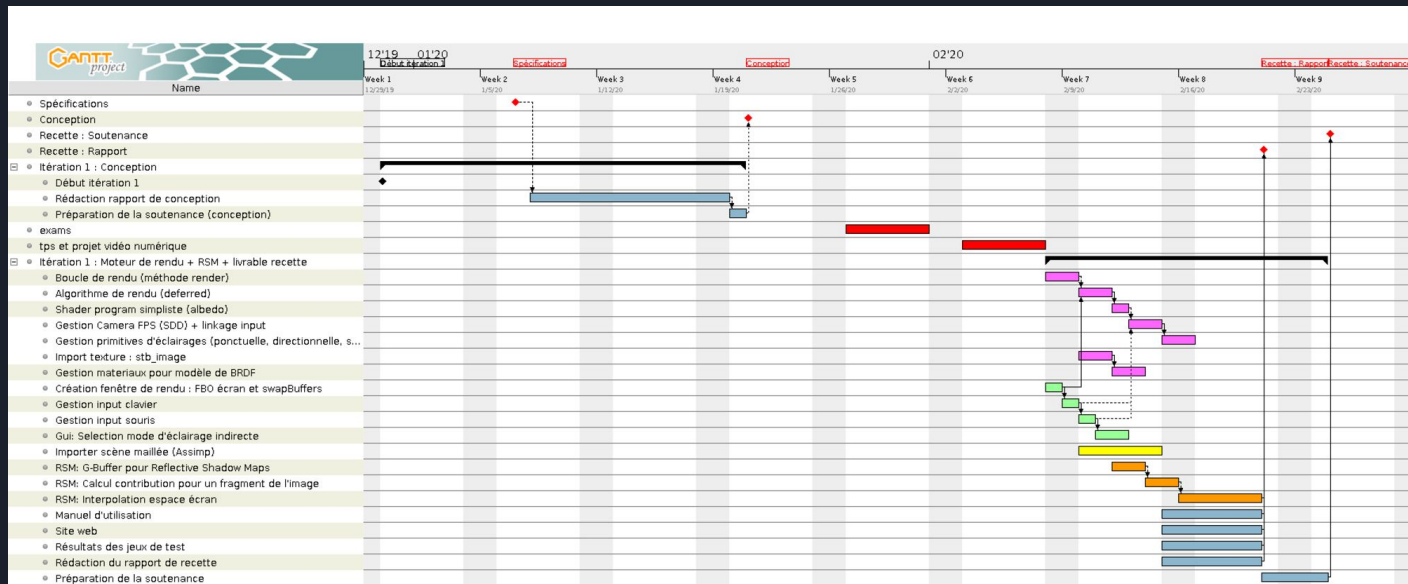 GANTT
project
12'19 01'20 02'20
Début itération 1 Spécifications Conception Recette : Rapport Recette : Soutenance
Week 1 Week 2 Week 3 Week 4 Week 5 Week 6 Week 7 Week 8 Week 9
Name 12/29/19 1/5/20 1/12/20 1/19/20 1/26/20 2/2/20 2/9/20 2/16/20 2/23/20
Spécifications
Conception
Recette : Soutenance
Recette : Rapport
Itération 1 : Conception
Début itération 1
Rédaction rapport de conception
Préparation de la soutenance (conception)
exams
tps et projet vidéo numérique
Itération 1 : Moteur de rendu + RSM + livrable recette
Boucle de rendu (méthode render)
Algorithme de rendu (deferred)
Shader program simpliste (albedo)
Gestion Camera FPS (SDD) + linkage input
Gestion primitives d'éclairages (ponctuelle, directionnelle, s...
Import texture : stb_image
Gestion materiaux pour modèle de BRDF
Création fenêtre de rendu : FBO écran et swapBuffers
Gestion input clavier
Gestion input souris
Gui: Selection mode d'éclairage indirecte
Importer scène maillée (Assimp)
RSM: G-Buffer pour Reflective Shadow Maps
RSM: Calcul contribution pour un fragment de l'image
RSM: Interpolation espace écran
Manuel d'utilisation
Site web
Résultats des jeux de test
Rédaction du rapport de recette
Préparation de la soutenance